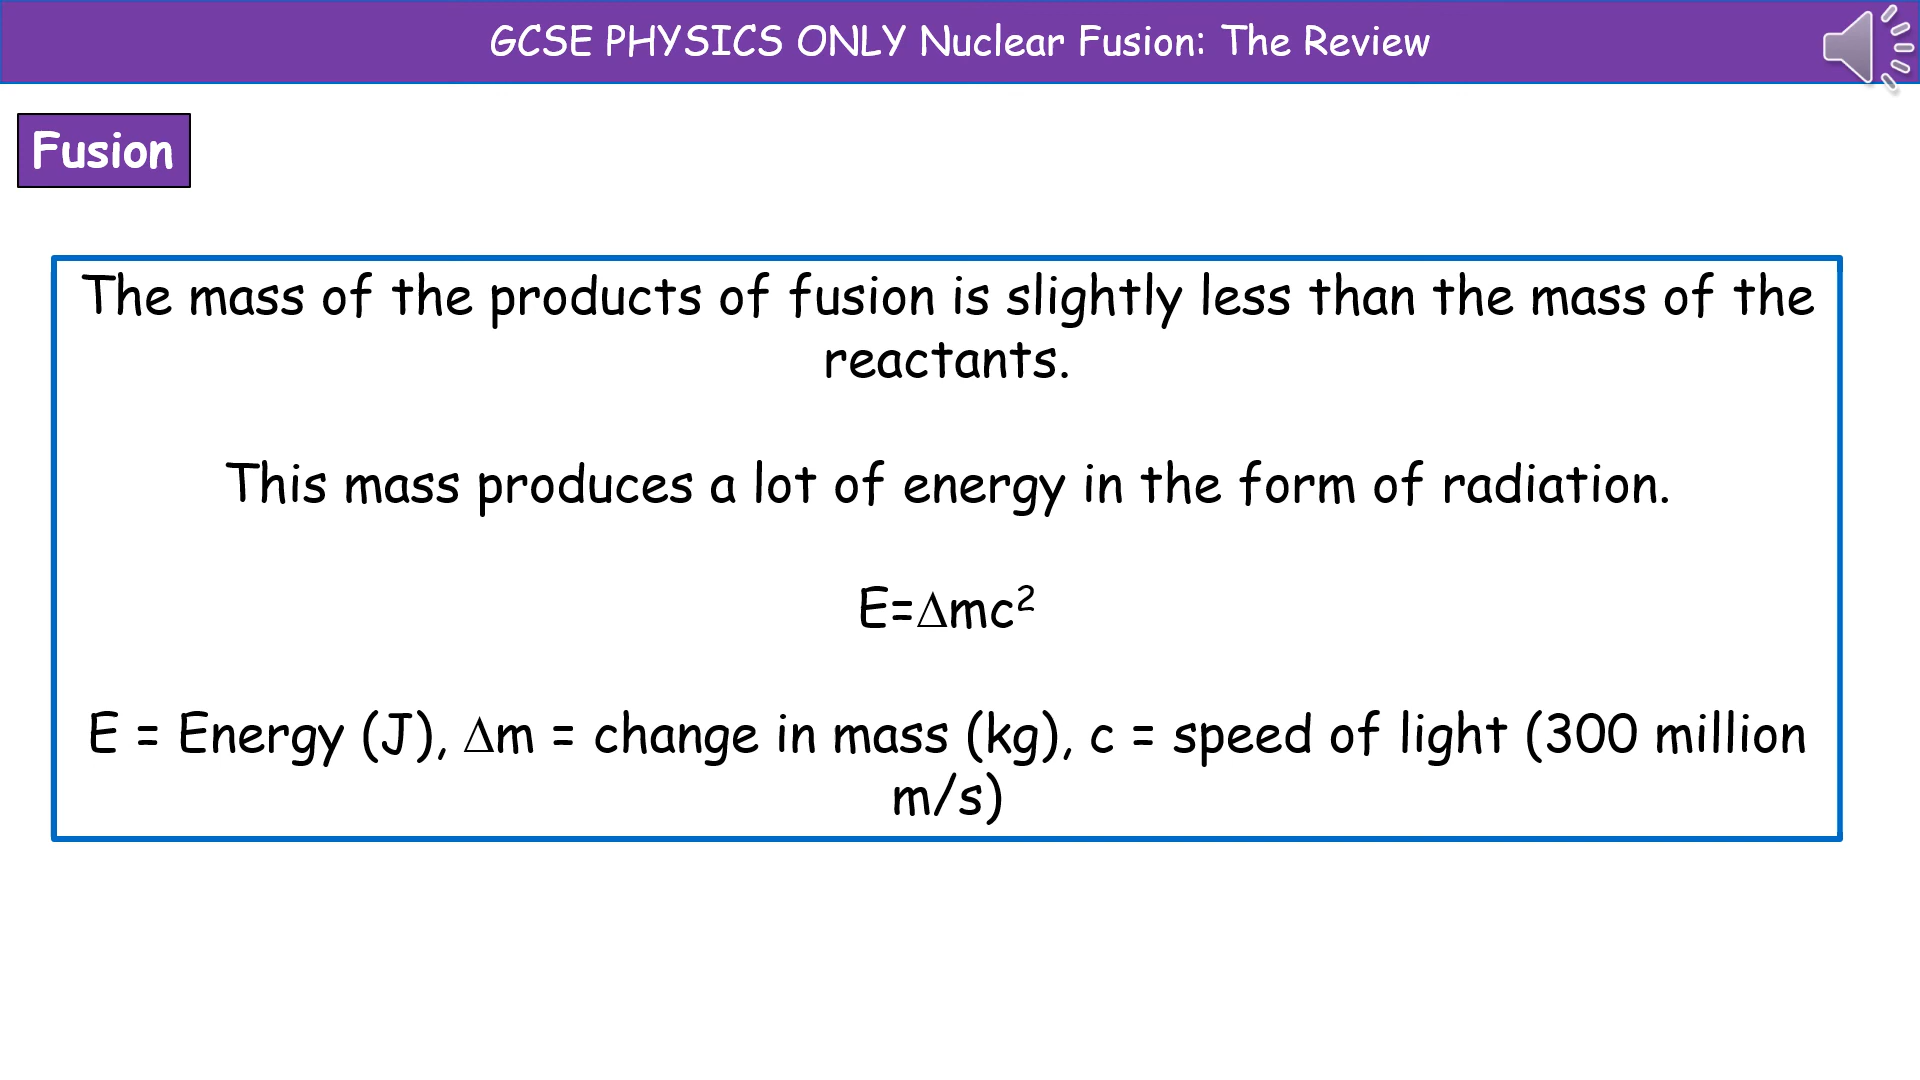 GCSE PHYSICS ONLY Nuclear Fusion: The Review
Fusion
The mass of the products of fusion is slightly less than the mass of the
reactants.
This mass produces a lot of energy in the form of radiation.
E=∆mc²
E = Energy (J), ∆m = change in mass (kg), c = speed of light (300 million
m/s)